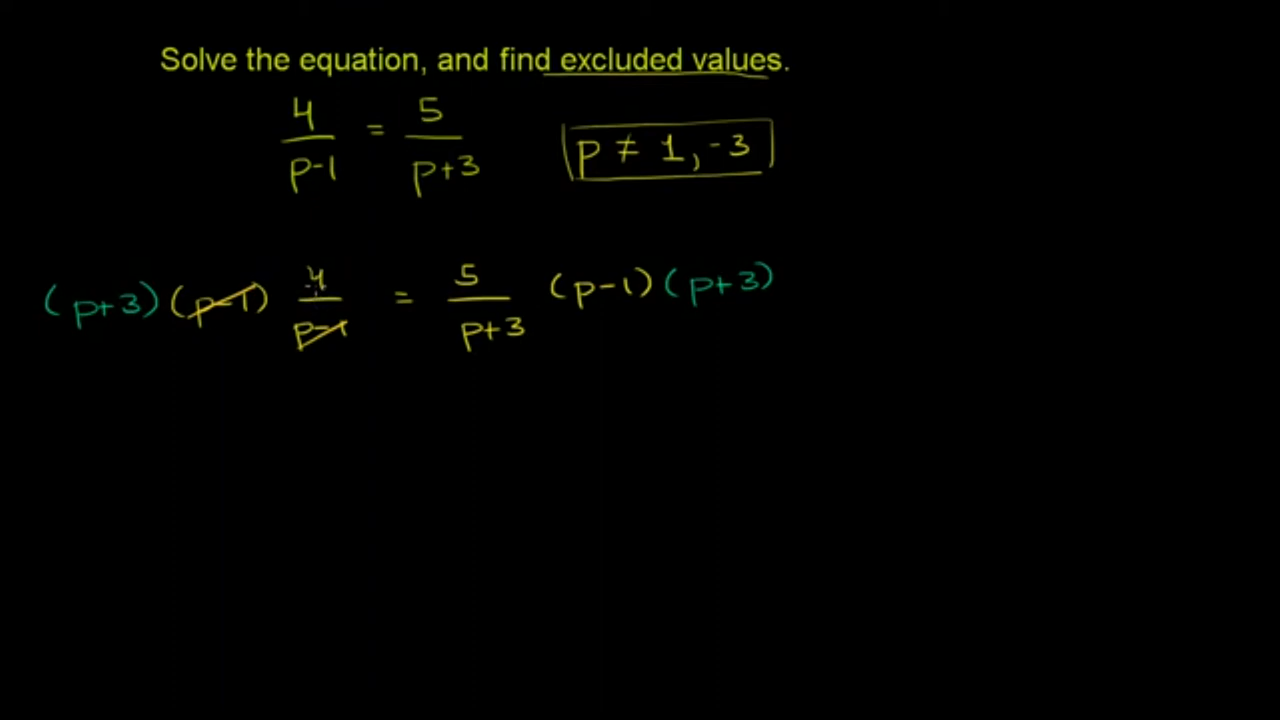 Solve the equation, and find excluded values.
4/(p-1) = 5/(p+3)   p ≠ 1, -3
(p+3)(p-1) 4/(p-1) = 5/(p+3) (p-1)(p+3)